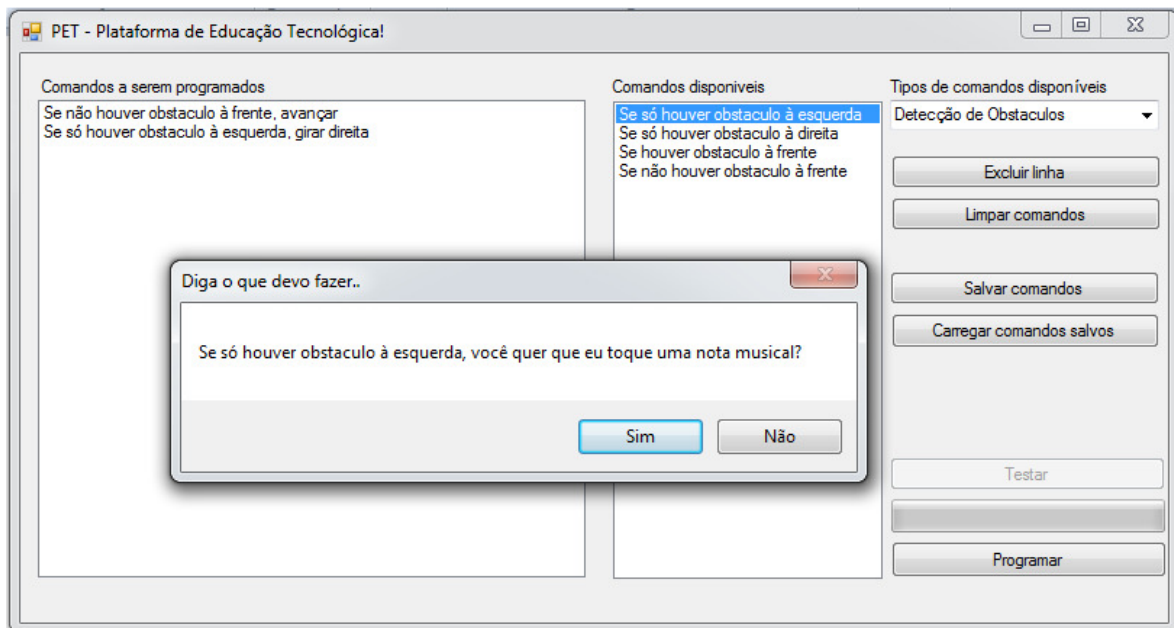 PET - Plataforma de Educação Tecnológica!
Comandos a serem programados
Se não houver obstaculo à frente, avançar
Se só houver obstaculo à esquerda, girar direita
Comandos disponiveis
Se só houver obstaculo à esquerda
Se só houver obstaculo à direita
Se houver obstaculo à frente
Se não houver obstaculo à frente
Tipos de comandos disponíveis
Detecção de Obstaculos
Excluir linha
Limpar comandos
Salvar comandos
Carregar comandos salvos
Testar
Programar
Diga o que devo fazer..
Se só houver obstaculo à esquerda, você quer que eu toque uma nota musical?
Sim
Não